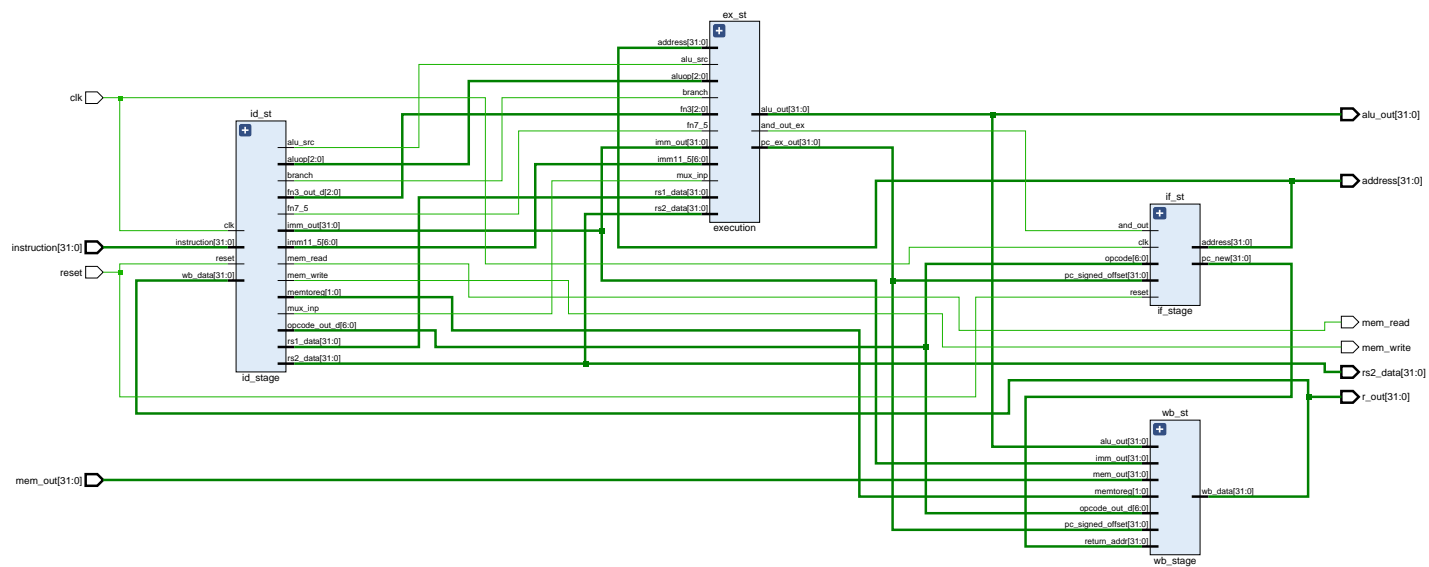 clk
instruction[31:0]
reset
mem_out[31:0]
id_st
clk
instruction[31:0]
reset
wb_data[31:0]
alu_src
aluop[2:0]
branch
fn3_out_d[2:0]
fn7_5
imm_out[31:0]
imm11_5[6:0]
mem_read
mem_write
memtoreg[1:0]
mux_inp
opcode_out_d[6:0]
rs1_data[31:0]
rs2_data[31:0]
id_stage
ex_st
address[31:0]
alu_src
aluop[2:0]
branch
fn3[2:0]
fn7_5
imm_out[31:0]
imm11_5[6:0]
mux_inp
rs1_data[31:0]
rs2_data[31:0]
alu_out[31:0]
and_out_ex
pc_ex_out[31:0]
execution
if_st
and_out
clk
opcode[6:0]
pc_signed_offset[31:0]
reset
address[31:0]
pc_new[31:0]
if_stage
wb_st
alu_out[31:0]
imm_out[31:0]
mem_out[31:0]
memtoreg[1:0]
opcode_out_d[6:0]
pc_signed_offset[31:0]
return_addr[31:0]
wb_data[31:0]
wb_stage
alu_out[31:0]
address[31:0]
mem_read
mem_write
rs2_data[31:0]
r_out[31:0]